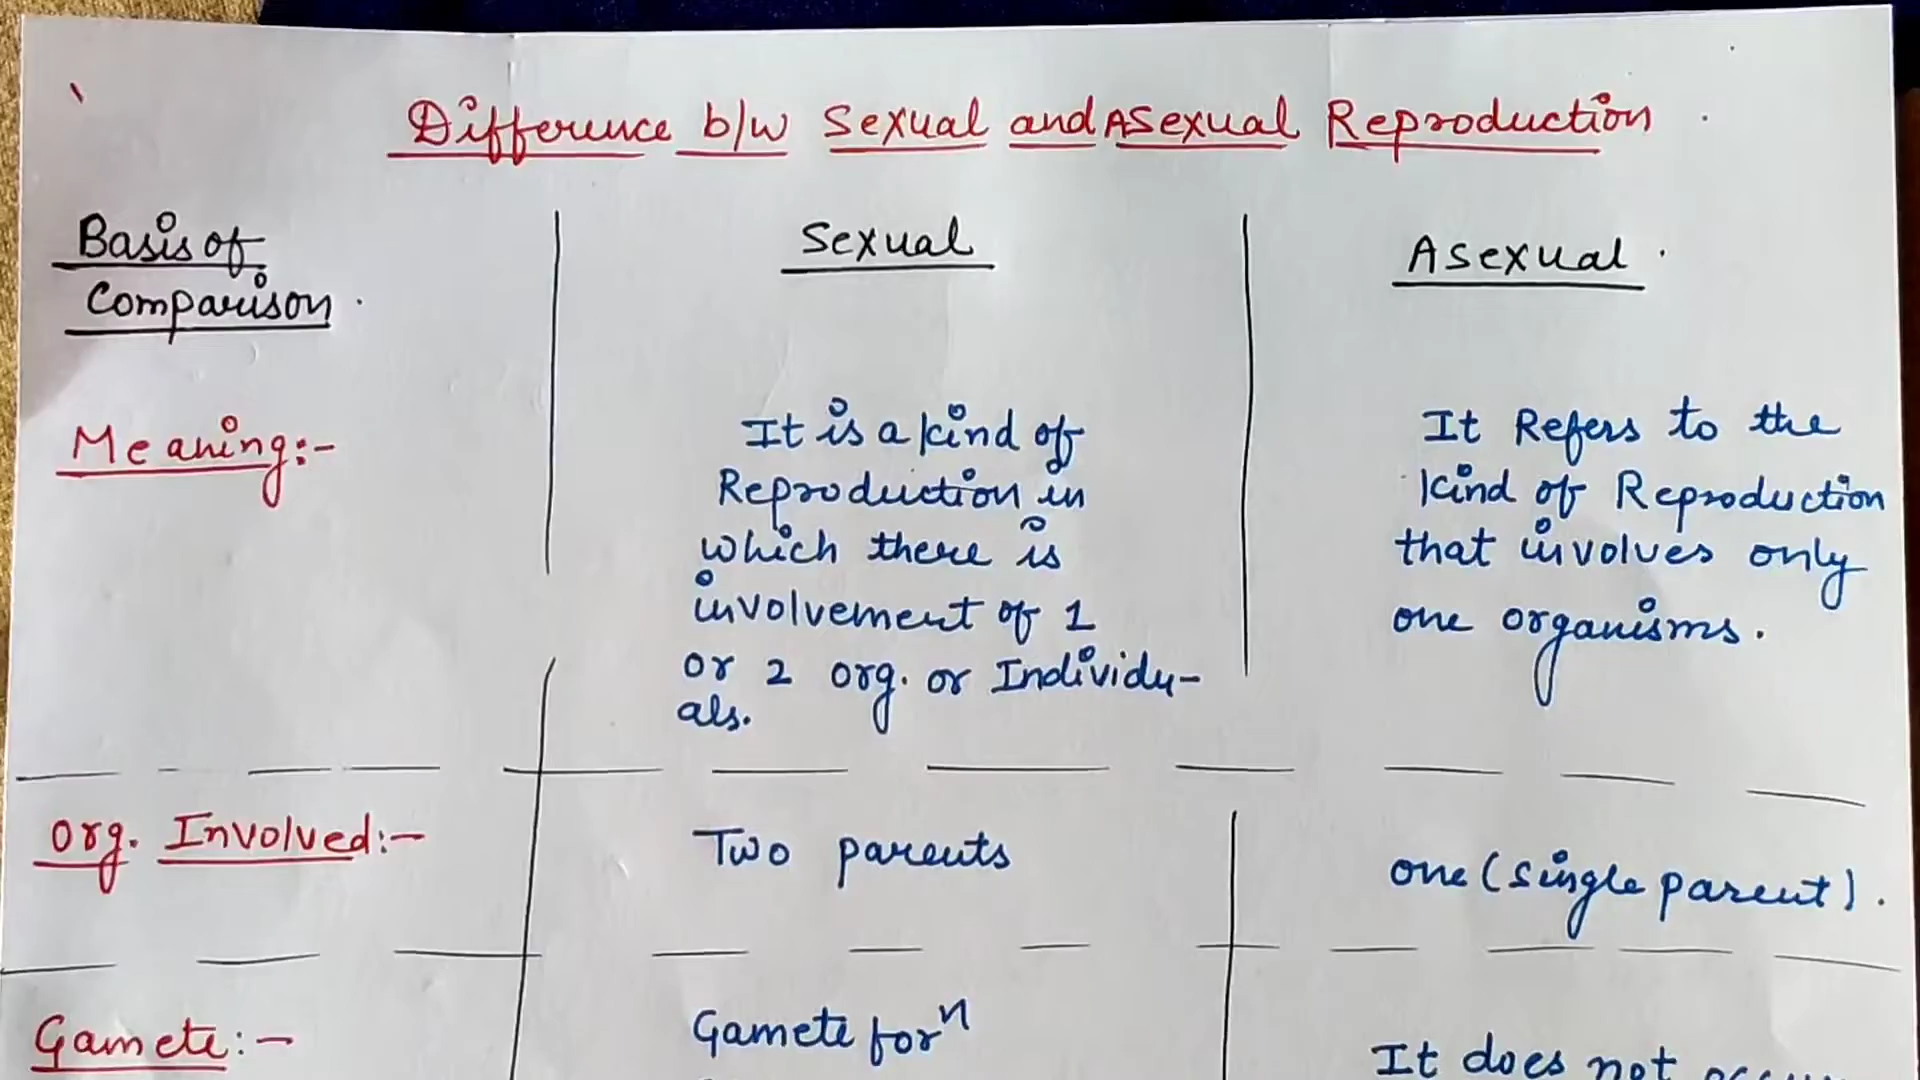 Difference b/w Sexual and ASexual Reproduction
Basis of
Comparison.
Sexual
Asexual.
Meaning:-
It is a kind of
Reproduction in
which there is
involvement of 1
or 2 org. or Individu-
als.
It Refers to the
kind of Reproduction
that involves only
one organisms.
Org. Involved:-
Two parents
one (single parent).
Gamete:-
Gamete forⁿ
It does not occur